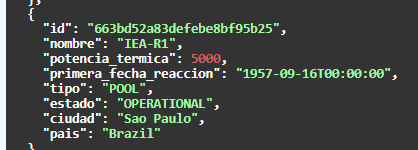 },
{
"id": "663bd52a83defebe8bf95b25",
"nombre": "IEA-R1",
"potencia_termica": 5000,
"primera_fecha_reaccion": "1957-09-16T00:00:00",
"tipo": "POOL",
"estado": "OPERATIONAL",
"ciudad": "Sao Paulo",
"pais": "Brazil"
}